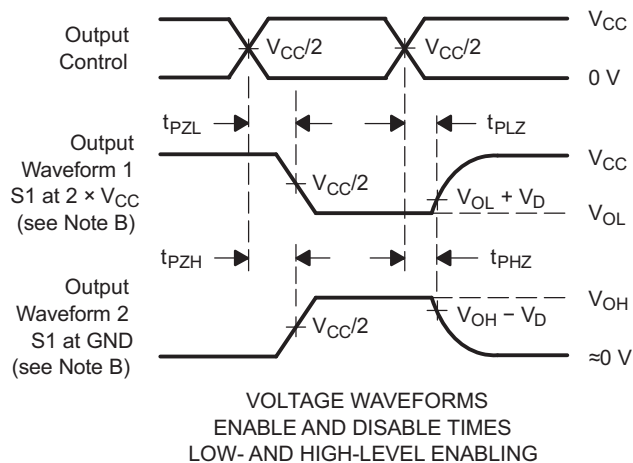 Output
Control
V_CC/2
V_CC/2
V_CC
0 V
t_PZL
t_PLZ
Output
Waveform 1
S1 at 2 × V_CC
(see Note B)
V_CC/2
V_CC
V_OL + V_D
V_OL
t_PZH
t_PHZ
Output
Waveform 2
S1 at GND
(see Note B)
V_CC/2
V_OH
V_OH − V_D
≈0 V
VOLTAGE WAVEFORMS
ENABLE AND DISABLE TIMES
LOW- AND HIGH-LEVEL ENABLING